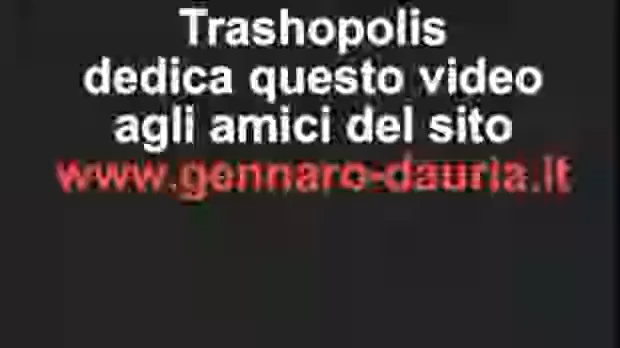 Trashopolis
dedica questo video
agli amici del sito
www.gennaro-dauria.it